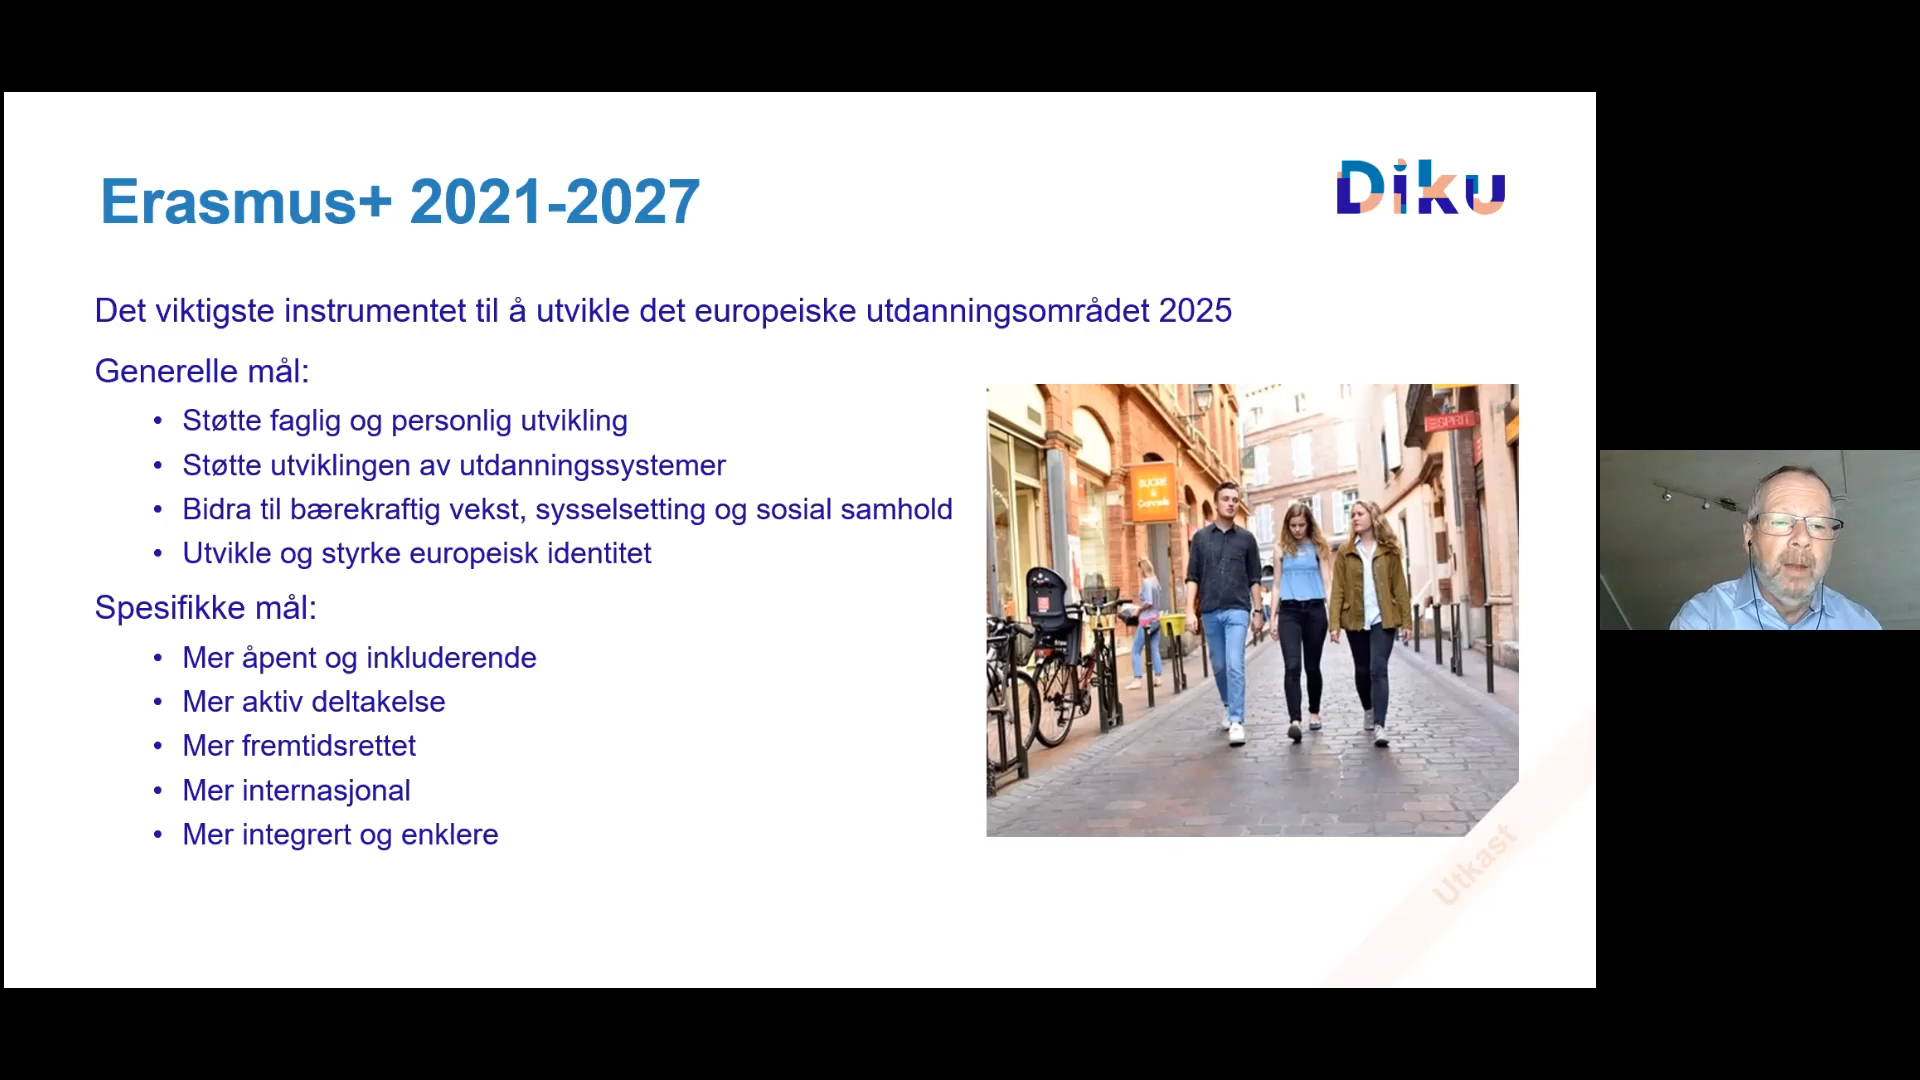 Diku
Erasmus+ 2021-2027
Det viktigste instrumentet til å utvikle det europeiske utdanningsområdet 2025
Generelle mål:
• Støtte faglig og personlig utvikling
• Støtte utviklingen av utdanningssystemer
• Bidra til bærekraftig vekst, sysselsetting og sosial samhold
• Utvikle og styrke europeisk identitet
Spesifikke mål:
• Mer åpent og inkluderende
• Mer aktiv deltakelse
• Mer fremtidsrettet
• Mer internasjonal
• Mer integrert og enklere
ESPRIT
SUCRE
&
Utkast